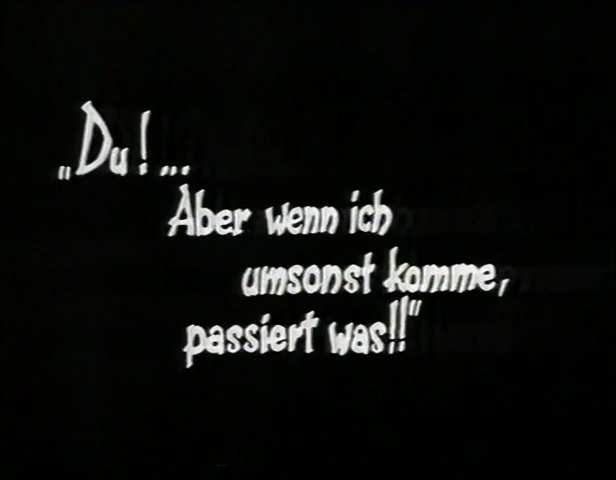 „Du!...
Aber wenn ich
umsonst komme,
passiert was!!“